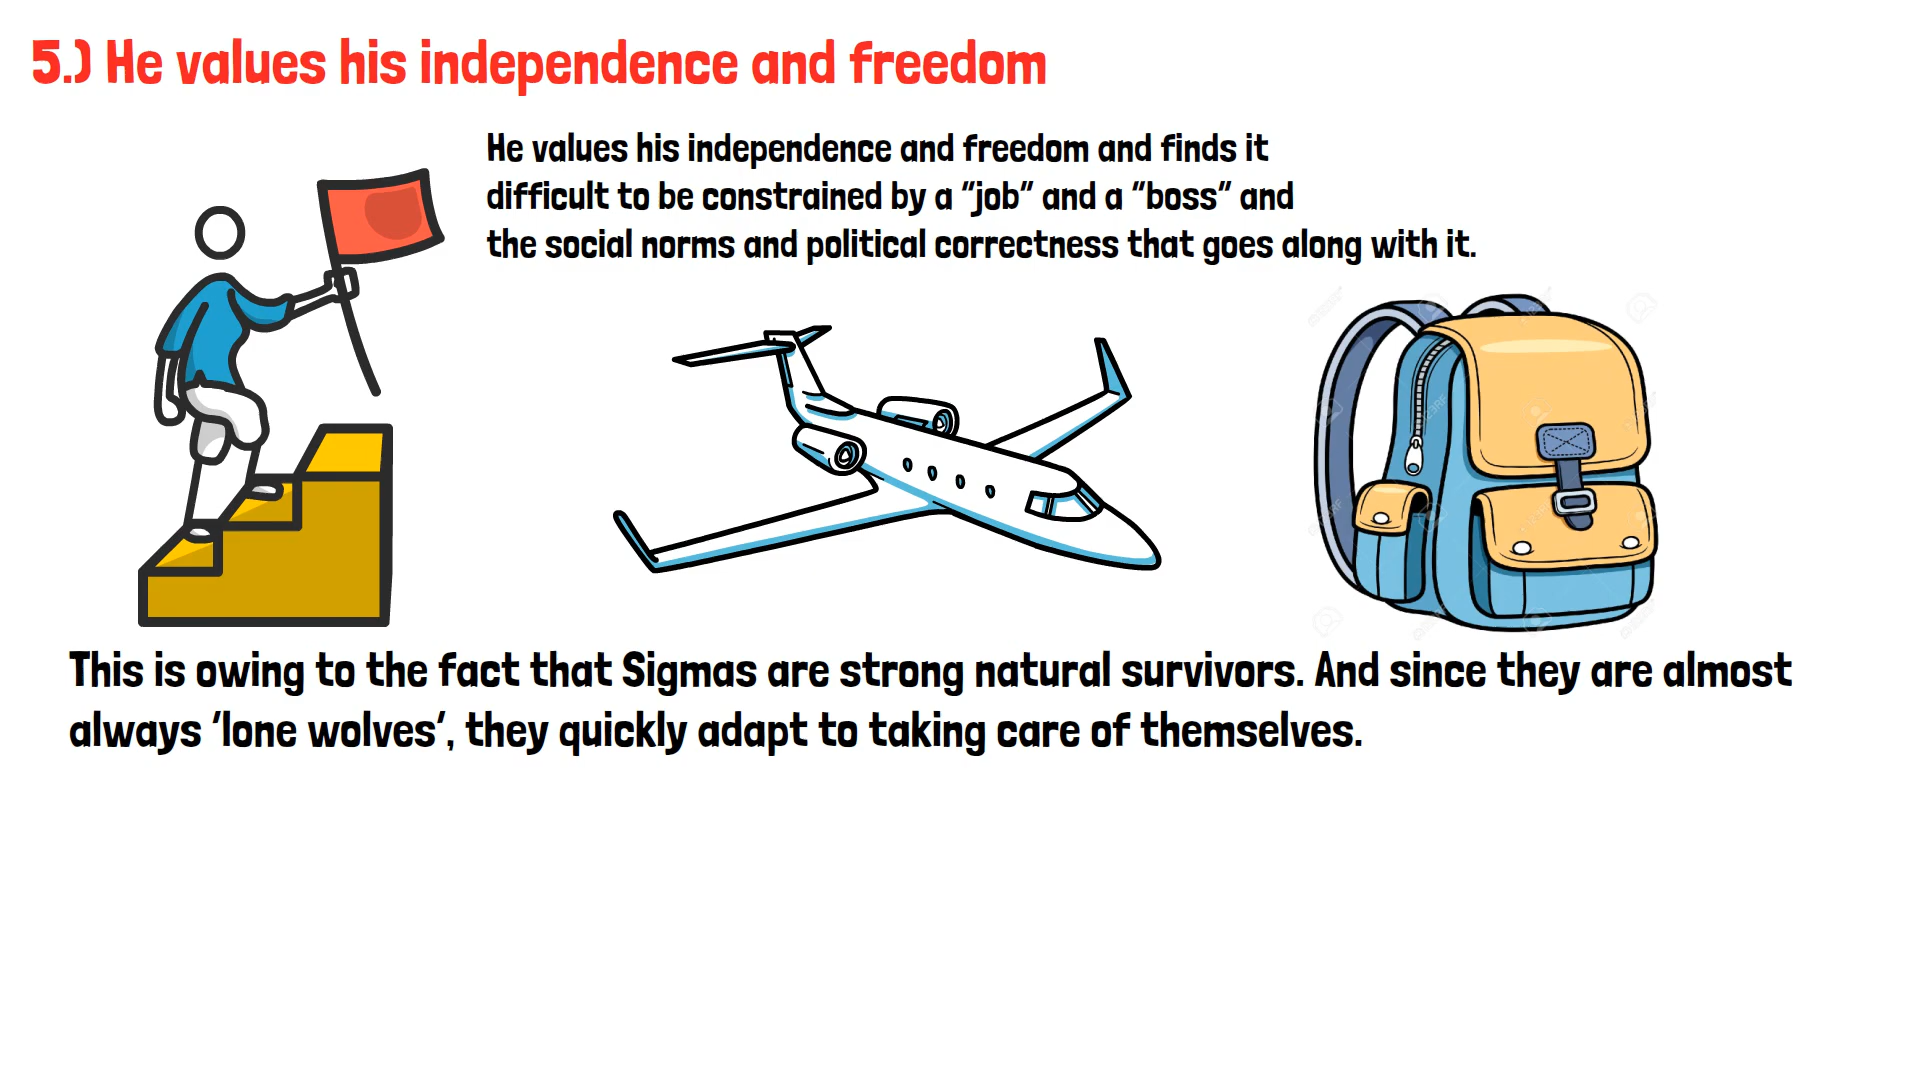 5.) He values his independence and freedom
He values his independence and freedom and finds it
difficult to be constrained by a “job” and a “boss” and
the social norms and political correctness that goes along with it.
This is owing to the fact that Sigmas are strong natural survivors. And since they are almost
always ‘lone wolves’, they quickly adapt to taking care of themselves.